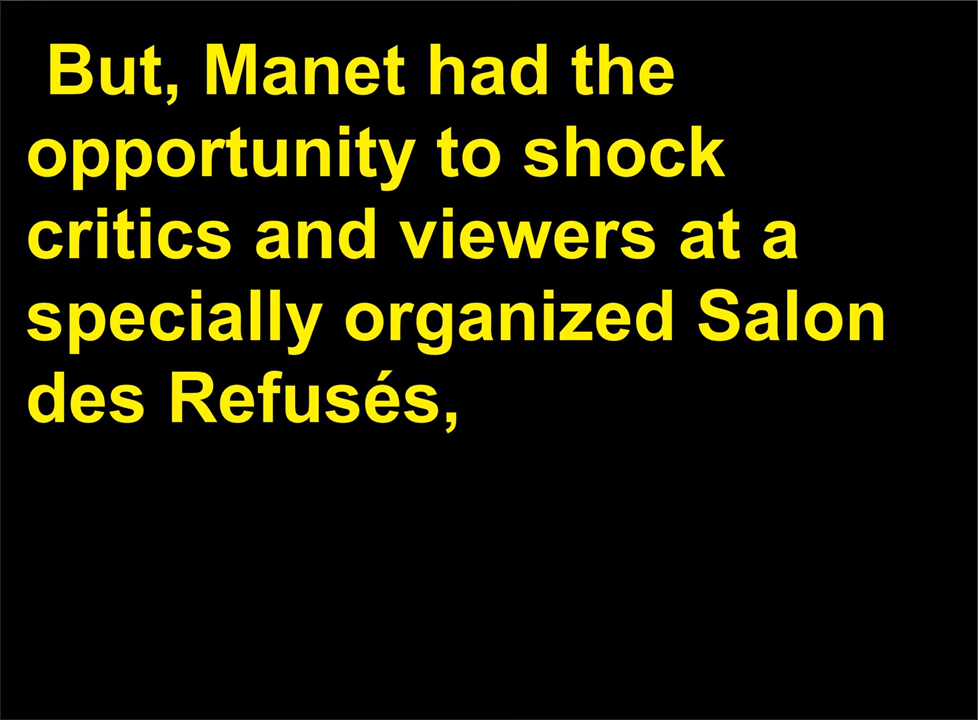 But, Manet had the
opportunity to shock
critics and viewers at a
specially organized Salon
des Refusés,